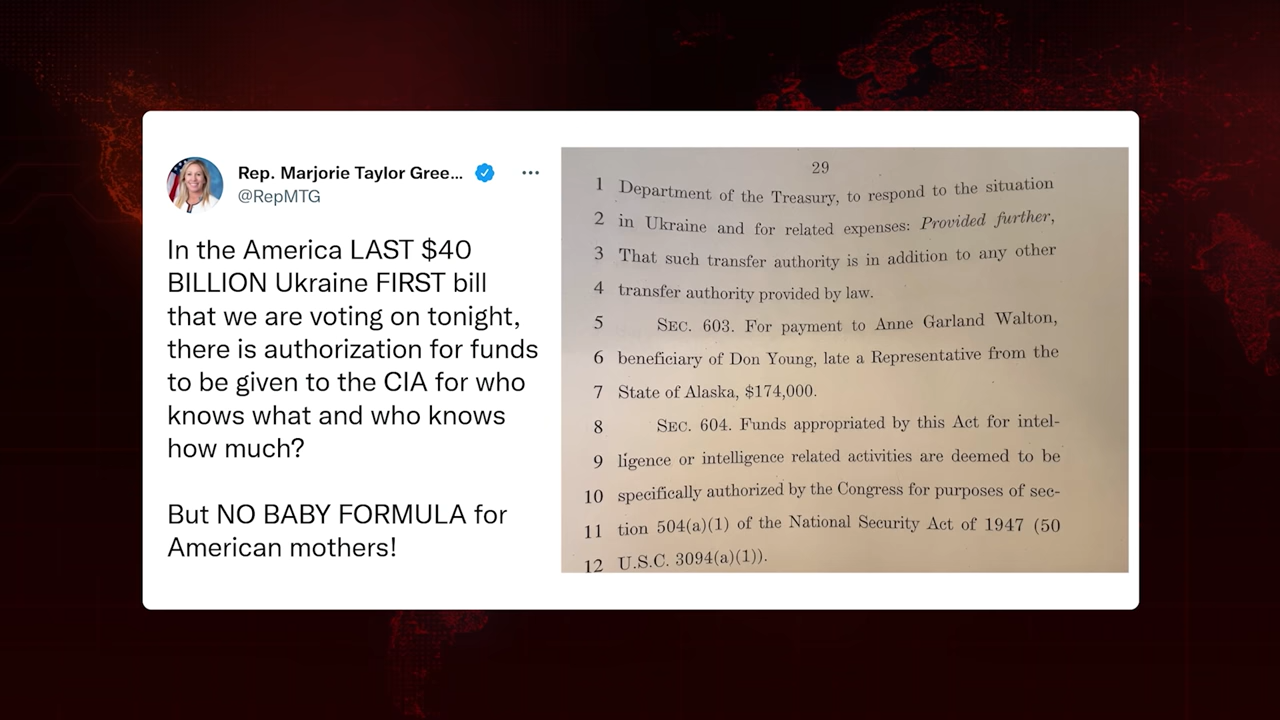 Rep. Marjorie Taylor Gree...
@RepMTG
In the America LAST $40
BILLION Ukraine FIRST bill
that we are voting on tonight,
there is authorization for funds
to be given to the CIA for who
knows what and who knows
how much?
But NO BABY FORMULA for
American mothers!
29
1 Department of the Treasury, to respond to the situation
2 in Ukraine and for related expenses: Provided further,
3 That such transfer authority is in addition to any other
4 transfer authority provided by law.
5 SEC. 603. For payment to Anne Garland Walton,
6 beneficiary of Don Young, late a Representative from the
7 State of Alaska, $174,000.
8 SEC. 604. Funds appropriated by this Act for intel-
9 ligence or intelligence related activities are deemed to be
10 specifically authorized by the Congress for purposes of sec-
11 tion 504(a)(1) of the National Security Act of 1947 (50
12 U.S.C. 3094(a)(1)).